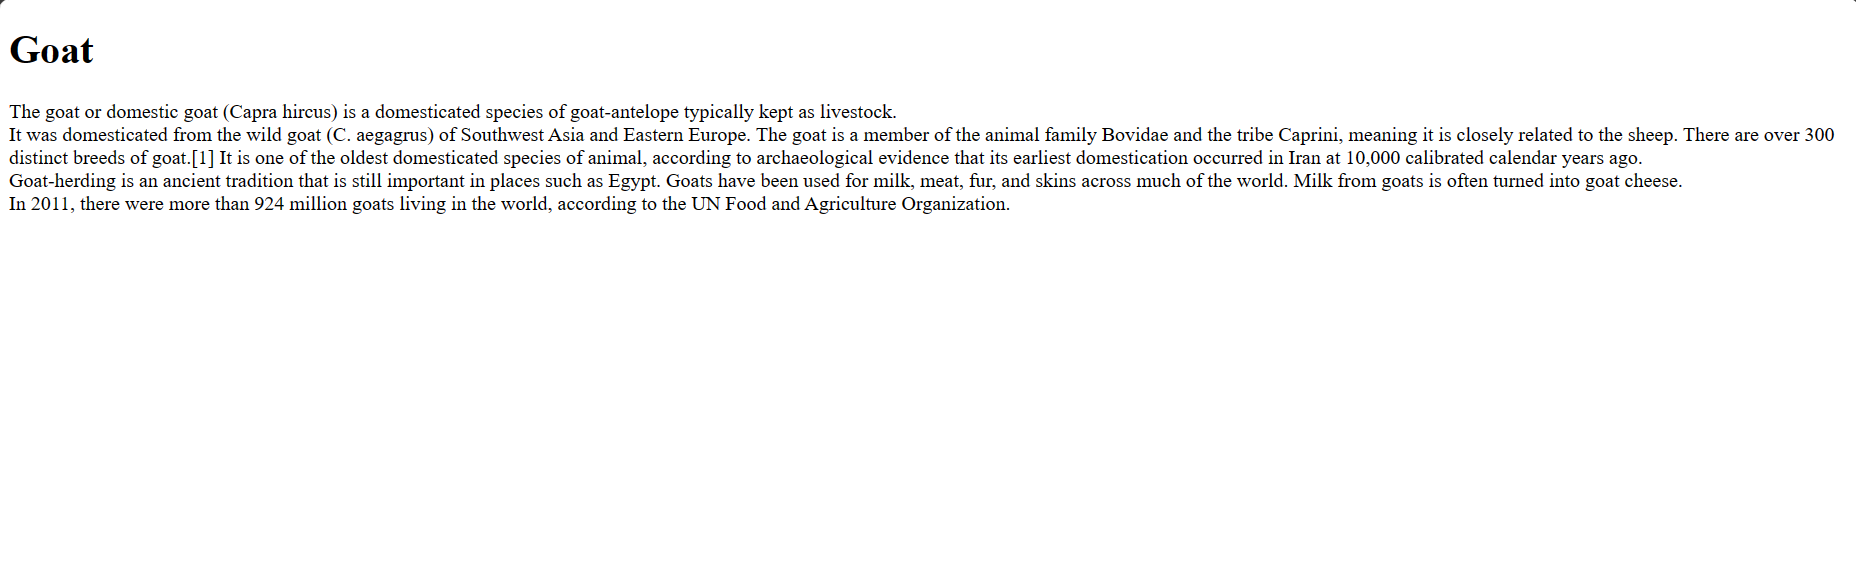 Goat
The goat or domestic goat (Capra hircus) is a domesticated species of goat-antelope typically kept as livestock.
It was domesticated from the wild goat (C. aegagrus) of Southwest Asia and Eastern Europe. The goat is a member of the animal family Bovidae and the tribe Caprini, meaning it is closely related to the sheep. There are over 300
distinct breeds of goat.[1] It is one of the oldest domesticated species of animal, according to archaeological evidence that its earliest domestication occurred in Iran at 10,000 calibrated calendar years ago.
Goat-herding is an ancient tradition that is still important in places such as Egypt. Goats have been used for milk, meat, fur, and skins across much of the world. Milk from goats is often turned into goat cheese.
In 2011, there were more than 924 million goats living in the world, according to the UN Food and Agriculture Organization.